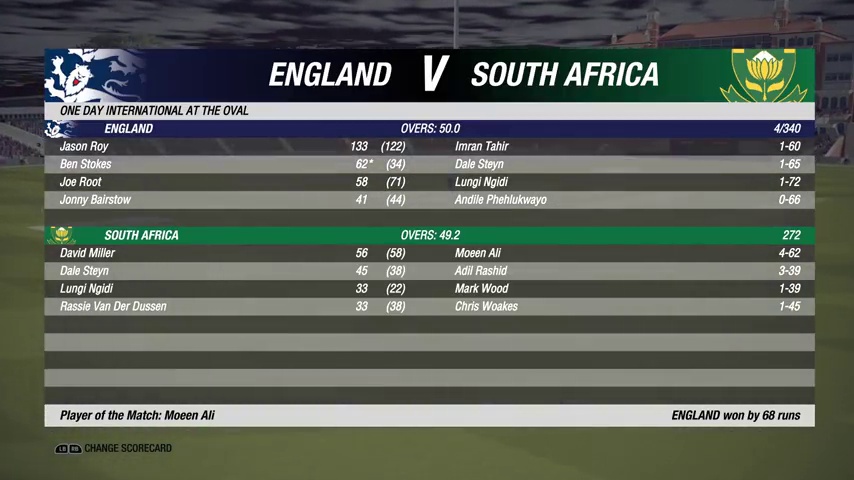 ENGLAND V SOUTH AFRICA
ONE DAY INTERNATIONAL AT THE OVAL
ENGLAND OVERS: 50.0 4/340
Jason Roy 133 (122) Imran Tahir 1-60
Ben Stokes 62* (34) Dale Steyn 1-65
Joe Root 58 (71) Lungi Ngidi 1-72
Jonny Bairstow 41 (44) Andile Phehlukwayo 0-66
SOUTH AFRICA OVERS: 49.2 272
David Miller 56 (58) Moeen Ali 4-62
Dale Steyn 45 (38) Adil Rashid 3-39
Lungi Ngidi 33 (22) Mark Wood 1-39
Rassie Van Der Dussen 33 (38) Chris Woakes 1-45
Player of the Match: Moeen Ali ENGLAND won by 68 runs
LB RB CHANGE SCORECARD